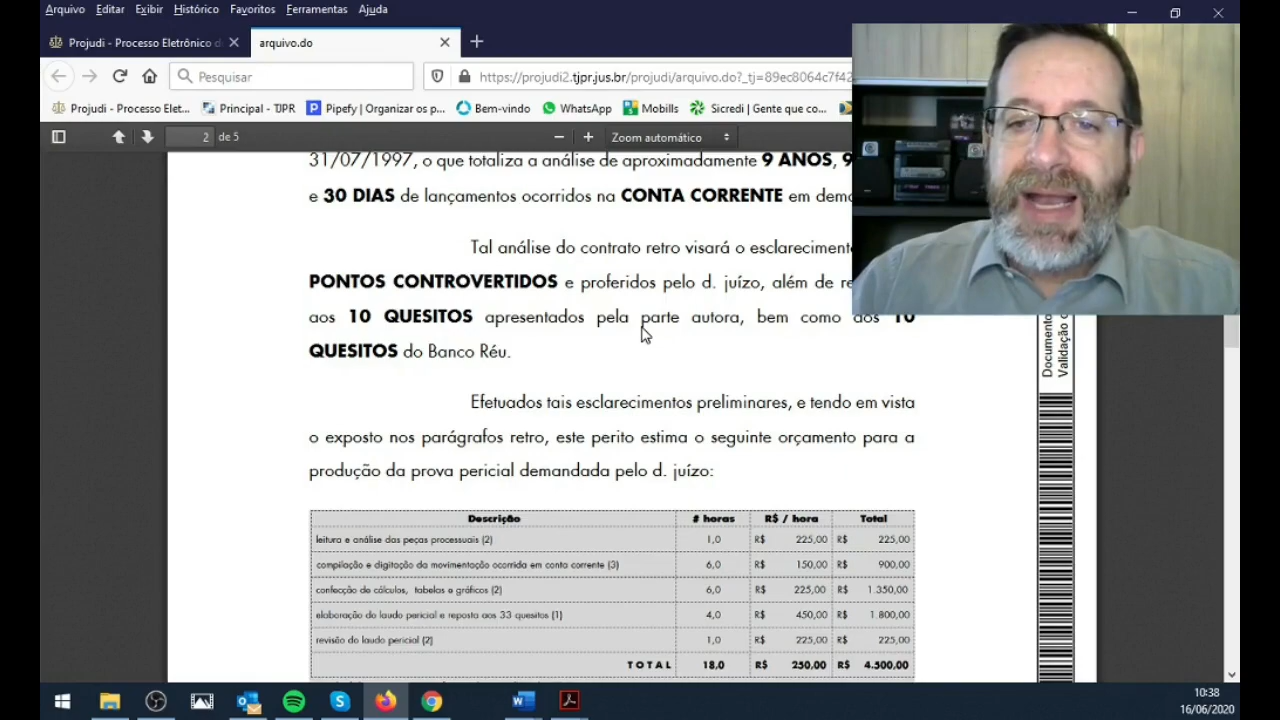 Arquivo Editar Exibir Histórico Favoritos Ferramentas Ajuda
Projudi - Processo Eletrônico d
arquivo.do
Pesquisar
https://projudi2.tjpr.jus.br/projudi/arquivo.do?_tj=89ec8064c7f42
Projudi - Processo Elet...
Principal - TJPR
Pipefy | Organizar os p...
Bem-vindo
WhatsApp
Mobills
Sicredi | Gente que co...
2 de 5
Zoom automático
31/07/1997, o que totaliza a análise de aproximadamente 9 ANOS, 9
e 30 DIAS de lançamentos ocorridos na CONTA CORRENTE em
Tal análise do contrato retro visará o esclarecimento
PONTOS CONTROVERTIDOS e proferidos pelo d. juízo, além de
aos 10 QUESITOS apresentados pela parte autora, bem como aos 10
QUESITOS do Banco Réu.
Efetuados tais esclarecimentos preliminares, e tendo em vista
o exposto nos parágrafos retro, este perito estima o seguinte orçamento para a
produção da prova pericial demandada pelo d. juízo:
Descrição # horas R$ / hora Total
leitura e análise das peças processuais (2) 1,0 R$ 225,00 R$ 225,00
compilação e digitação da movimentação ocorrida em conta corrente (3) 6,0 R$ 150,00 R$ 900,00
confecção de cálculos, tabelas e gráficos (2) 6,0 R$ 225,00 R$ 1.350,00
elaboração do laudo pericial e reposta aos 33 quesitos (1) 4,0 R$ 450,00 R$ 1.800,00
revisão do laudo pericial (2) 1,0 R$ 225,00 R$ 225,00
TOTAL 18,0 R$ 250,00 R$ 4.500,00
Documento
Validação
10:38
16/06/2020